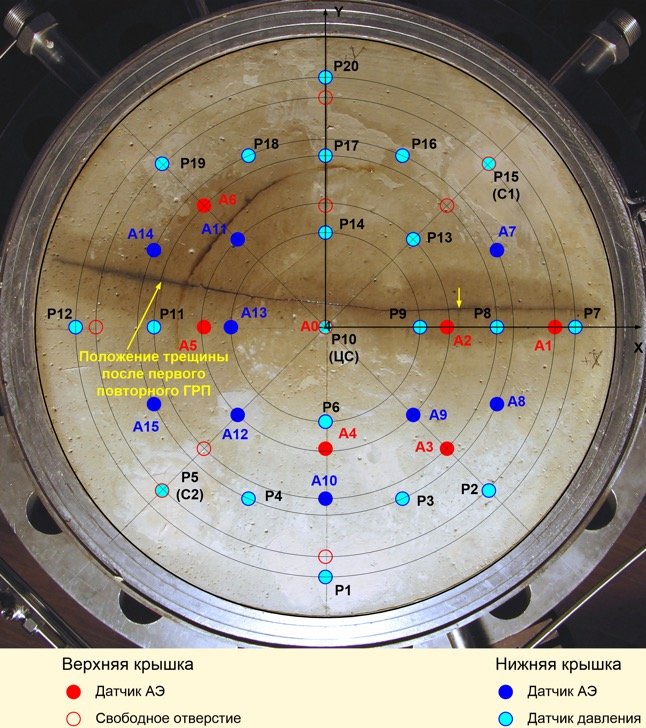 Y
P20
P18
P17
P16
P19
P15
(C1)
A6
A14
A11
P14
P13
A7
P12
P11
A13
A0
P9
P8
P7
A5
P10
(ЦС)
A2
A1
X
Положение трещины
после первого
повторного ГРП
A15
A12
P6
A4
A9
A8
A3
P5
(C2)
P4
A10
P3
P2
P1
Верхняя крышка
Нижняя крышка
Датчик АЭ
Датчик АЭ
Свободное отверстие
Датчик давления